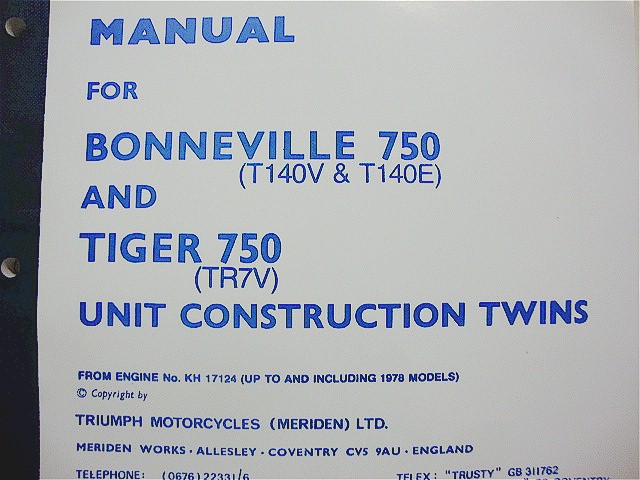 MANUAL
FOR
BONNEVILLE 750
(T140V & T140E)
AND
TIGER 750
(TR7V)
UNIT CONSTRUCTION TWINS
FROM ENGINE No. KH 17124 (UP TO AND INCLUDING 1978 MODELS)
© Copyright by
TRIUMPH MOTORCYCLES (MERIDEN) LTD.
MERIDEN WORKS · ALLESLEY · COVENTRY CV5 9AU · ENGLAND
TELEPHONE: (0676) 22331/6 TELEX: "TRUSTY" GB 311762
COVENTRY